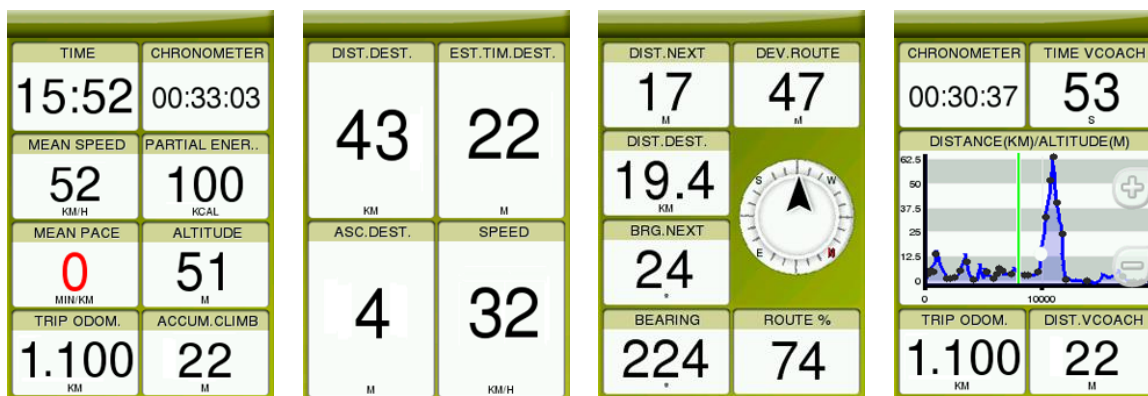 TIME CHRONOMETER
15:52 00:33:03
MEAN SPEED PARTIAL ENER..
52 100
KM/H KCAL
MEAN PACE ALTITUDE
0 51
MIN/KM M
TRIP ODOM. ACCUM.CLIMB
1.100 22
KM M
DIST.DEST. EST.TIM.DEST.
43 22
KM M
ASC.DEST. SPEED
4 32
M KM/H
DIST.NEXT DEV.ROUTE
17 47
M M
DIST.DEST.
19.4
KM
S W
E N
BRG.NEXT
24
°
BEARING ROUTE %
224 74
°
CHRONOMETER TIME VCOACH
00:30:37 53
S
DISTANCE(KM)/ALTITUDE(M)
62.5
50
37.5
25
12.5
0
0 10000
TRIP ODOM. DIST.VCOACH
1.100 22
KM M